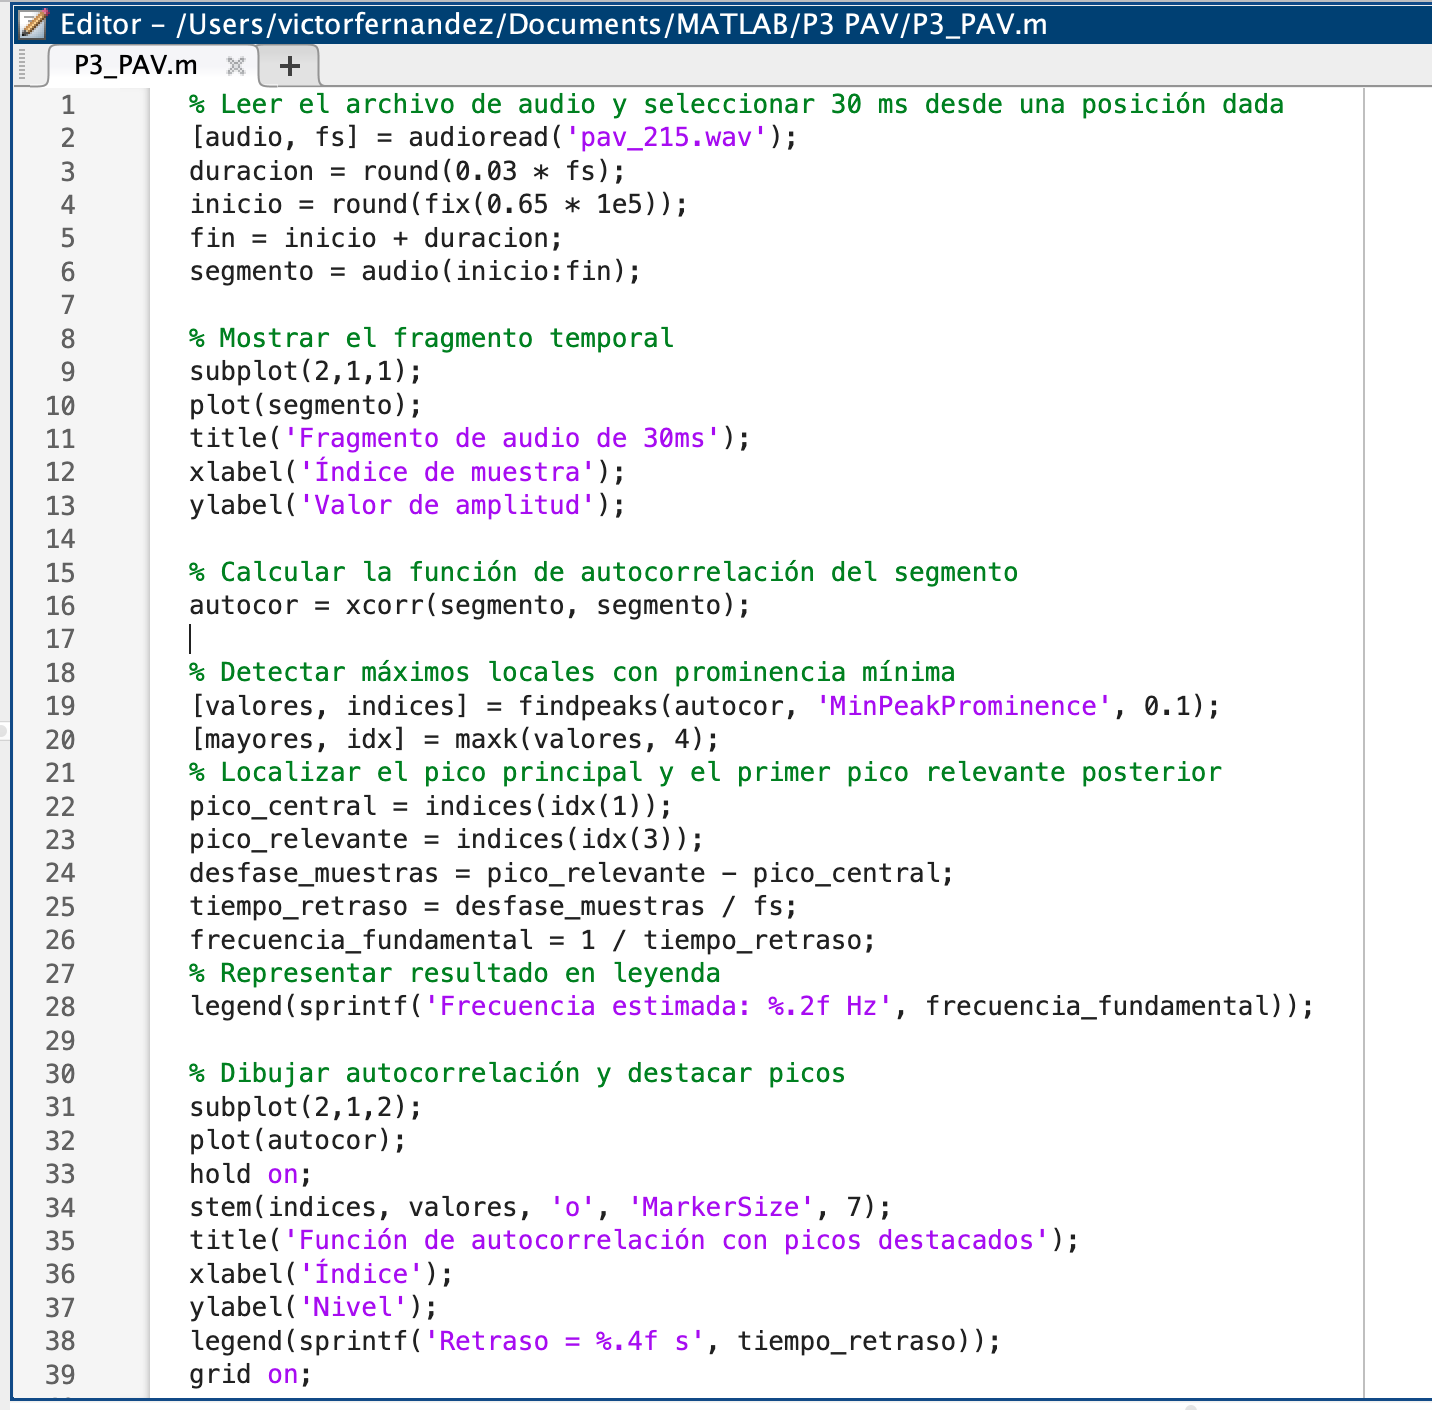 Editor – /Users/victorfernandez/Documents/MATLAB/P3 PAV/P3_PAV.m
P3_PAV.m
+
1 % Leer el archivo de audio y seleccionar 30 ms desde una posición dada
2 [audio, fs] = audioread('pav_215.wav');
3 duracion = round(0.03 * fs);
4 inicio = round(fix(0.65 * 1e5));
5 fin = inicio + duracion;
6 segmento = audio(inicio:fin);
7
8 % Mostrar el fragmento temporal
9 subplot(2,1,1);
10 plot(segmento);
11 title('Fragmento de audio de 30ms');
12 xlabel('Índice de muestra');
13 ylabel('Valor de amplitud');
14
15 % Calcular la función de autocorrelación del segmento
16 autocor = xcorr(segmento, segmento);
17
18 % Detectar máximos locales con prominencia mínima
19 [valores, indices] = findpeaks(autocor, 'MinPeakProminence', 0.1);
20 [mayores, idx] = maxk(valores, 4);
21 % Localizar el pico principal y el primer pico relevante posterior
22 pico_central = indices(idx(1));
23 pico_relevante = indices(idx(3));
24 desfase_muestras = pico_relevante – pico_central;
25 tiempo_retraso = desfase_muestras / fs;
26 frecuencia_fundamental = 1 / tiempo_retraso;
27 % Representar resultado en leyenda
28 legend(sprintf('Frecuencia estimada: %.2f Hz', frecuencia_fundamental));
29
30 % Dibujar autocorrelación y destacar picos
31 subplot(2,1,2);
32 plot(autocor);
33 hold on;
34 stem(indices, valores, 'o', 'MarkerSize', 7);
35 title('Función de autocorrelación con picos destacados');
36 xlabel('Índice');
37 ylabel('Nivel');
38 legend(sprintf('Retraso = %.4f s', tiempo_retraso));
39 grid on;